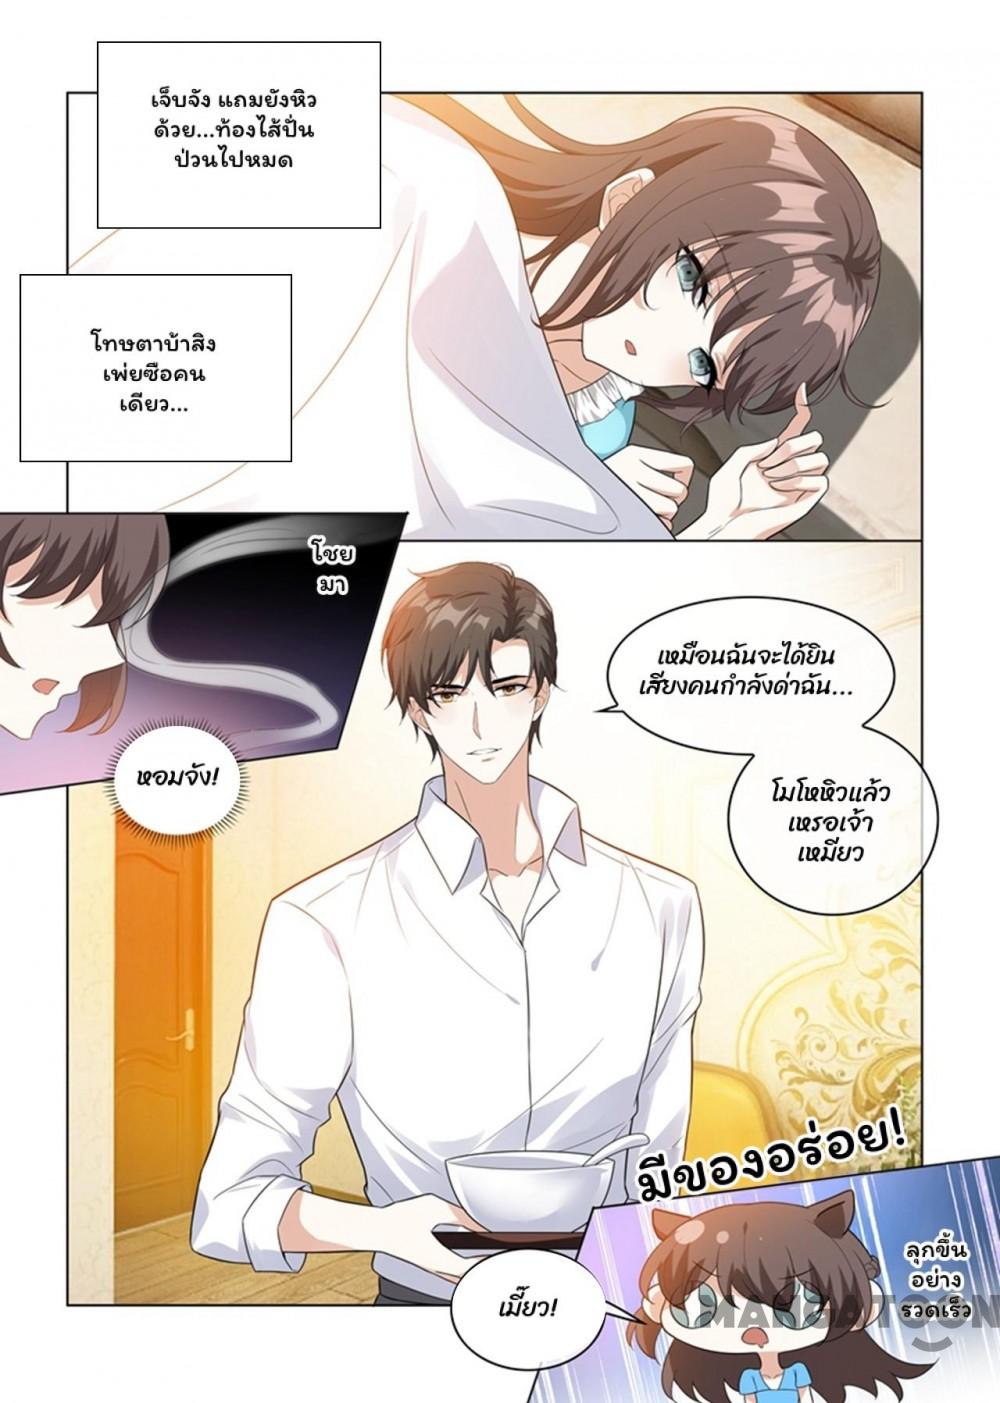 เจ็บจัง แถมยังหิว
ด้วย...ท้องไส้ปั่น
ป่วนไปหมด
โทษตาบ้าสิง
เพ่ยซือคน
เดียว...
โชย
มา
หอมจัง!
เหมือนฉันจะได้ยิน
เสียงคนกำลังด่าฉัน...
โมโหหิวแล้ว
เหรอเจ้า
เหมียว
มีของอร่อย!
ลุกขึ้น
อย่าง
รวดเร็ว
เมี๊ยว!
MANGATOON